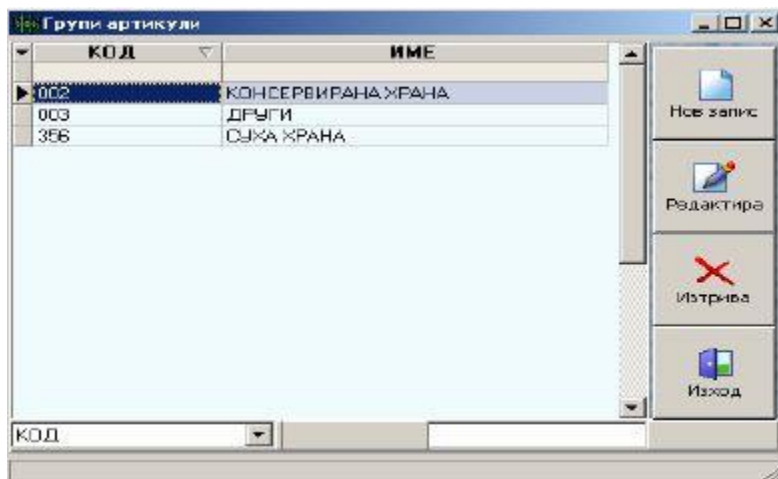 Групи артикули
КОД ИМЕ
002 КОНСЕРВИРАНА ХРАНА
003 ДРУГИ
356 СУХА ХРАНА
Нов запис
Редактира
Изтрива
Изход
КОД